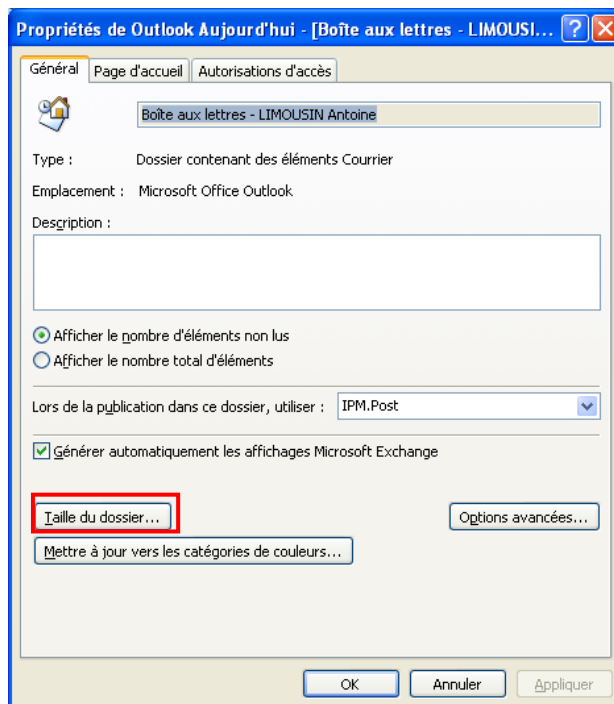 Propriétés de Outlook Aujourd'hui - [Boîte aux lettres - LIMOUSI...
Général Page d'accueil Autorisations d'accès
Boîte aux lettres - LIMOUSIN Antoine
Type : Dossier contenant des éléments Courrier
Emplacement : Microsoft Office Outlook
Description :
Afficher le nombre d'éléments non lus
Afficher le nombre total d'éléments
Lors de la publication dans ce dossier, utiliser : IPM.Post
Générer automatiquement les affichages Microsoft Exchange
Taille du dossier... Options avancées...
Mettre à jour vers les catégories de couleurs...
OK Annuler Appliquer